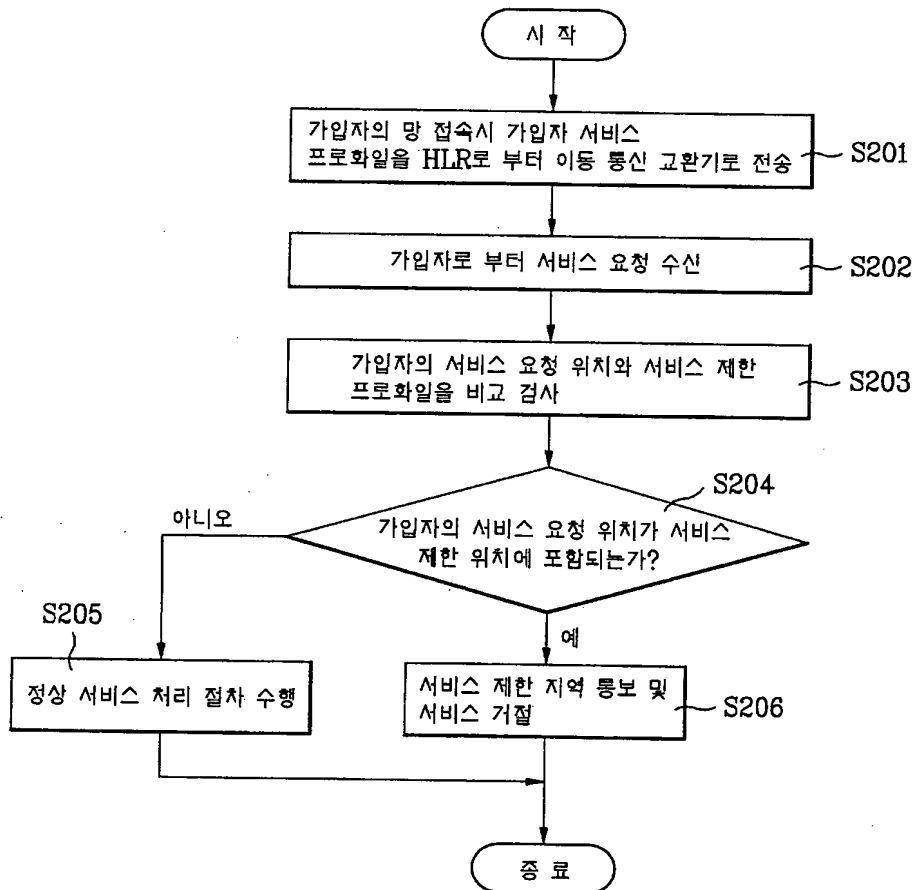 시 작
가입자의 망 접속시 가입자 서비스
프로화일을 HLR로 부터 이동 통신 교환기로 전송
S201
가입자로 부터 서비스 요청 수신
S202
가입자의 서비스 요청 위치와 서비스 제한
프로화일을 비고 검사
S203
S204
가입자의 서비스 요청 위치가 서비스
제한 위치에 포함되는가?
아니오
예
S205
정상 서비스 처리 절차 수행
서비스 제한 지역 통보 및
서비스 거절
S206
종 료